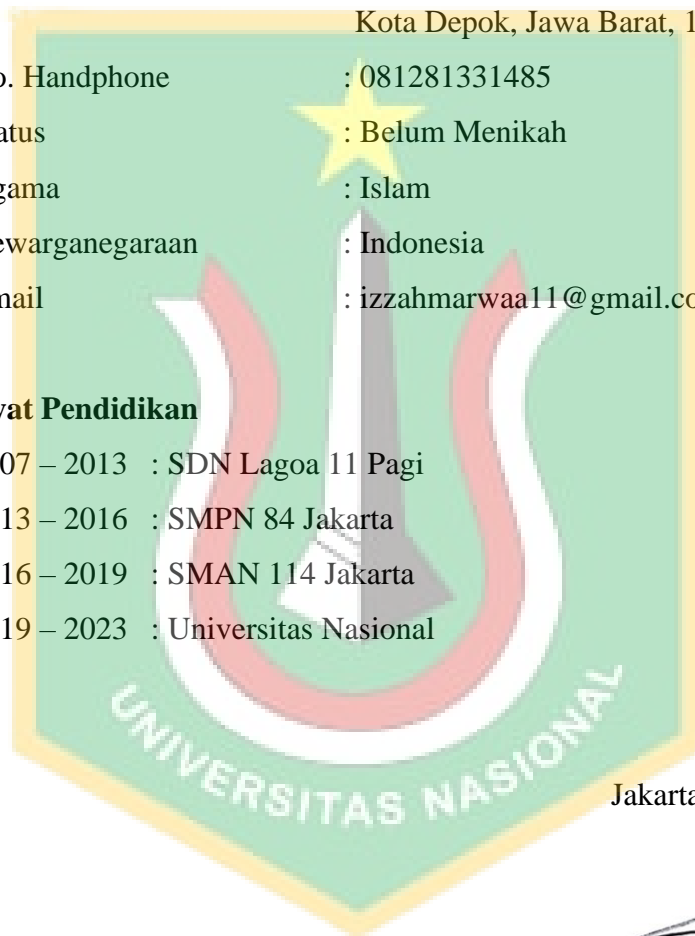 Kota Depok, Jawa Barat, 1
o. Handphone : 081281331485
atus : Belum Menikah
gama : Islam
ewarganegaraan : Indonesia
mail : izzahmarwaa11@gmail.co
yat Pendidikan
07 – 2013 : SDN Lagoa 11 Pagi
13 – 2016 : SMPN 84 Jakarta
16 – 2019 : SMAN 114 Jakarta
19 – 2023 : Universitas Nasional
UNIVERSITAS NASIONAL
Jakarta